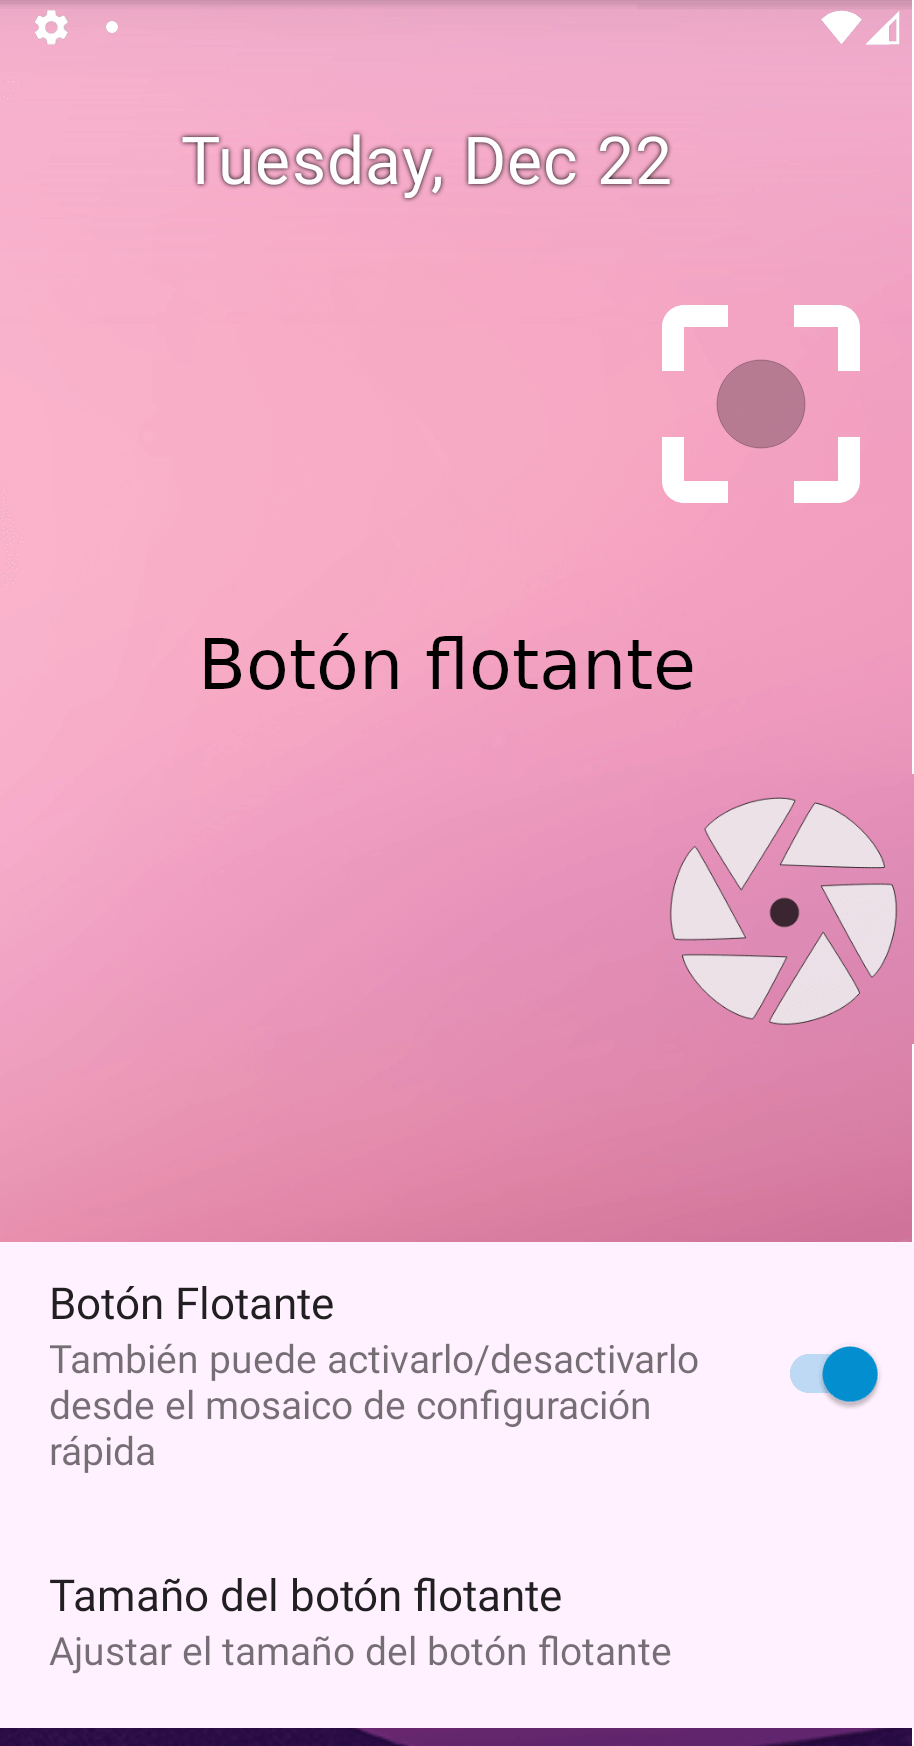 Tuesday, Dec 22
Botón flotante
Botón Flotante
También puede activarlo/desactivarlo
desde el mosaico de configuración
rápida
Tamaño del botón flotante
Ajustar el tamaño del botón flotante